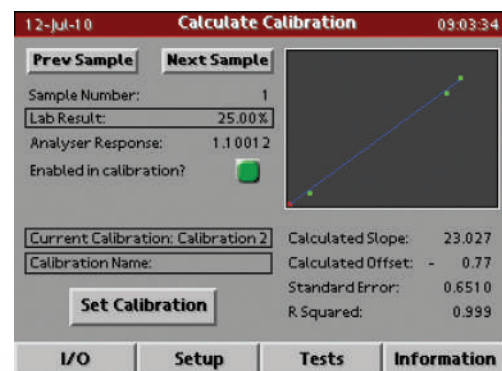 12-Jul-10 Calculate Calibration 09:03:34
Prev Sample Next Sample
Sample Number: 1
Lab Result: 25.00%
Analyser Response: 1.10012
Enabled in calibration?
Current Calibration: Calibration 2
Calibration Name:
Set Calibration
Calculated Slope: 23.027
Calculated Offset: - 0.77
Standard Error: 0.6510
R Squared: 0.999
I/O Setup Tests Information